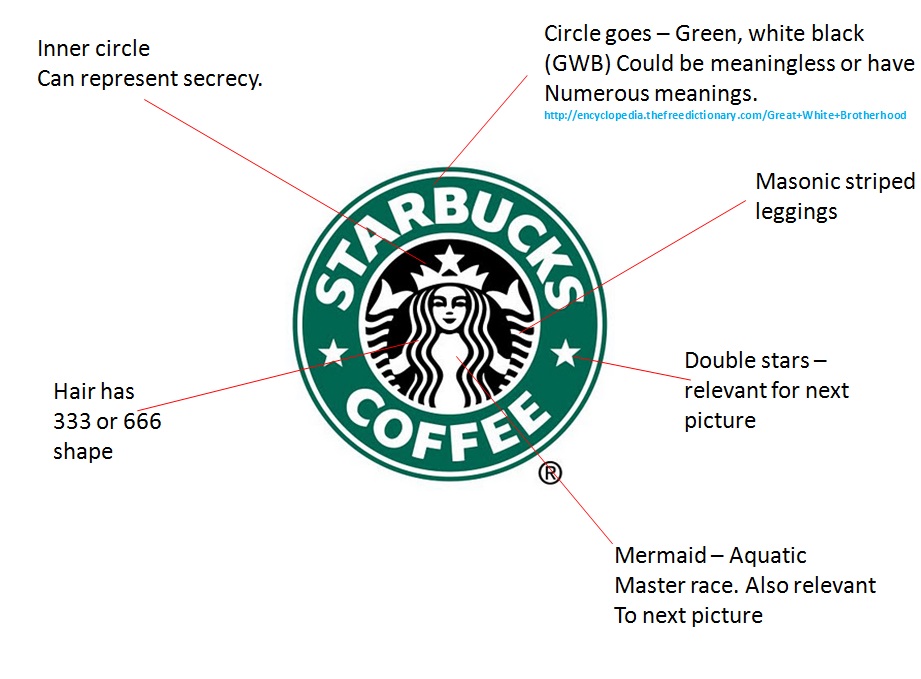 Inner circle
Can represent secrecy.
Circle goes – Green, white black
(GWB) Could be meaningless or have
Numerous meanings.
http://encyclopedia.thefreedictionary.com/Great+White+Brotherhood
Masonic striped
leggings
STARBUCKS
COFFEE
®
Double stars –
relevant for next
picture
Hair has
333 or 666
shape
Mermaid – Aquatic
Master race. Also relevant
To next picture